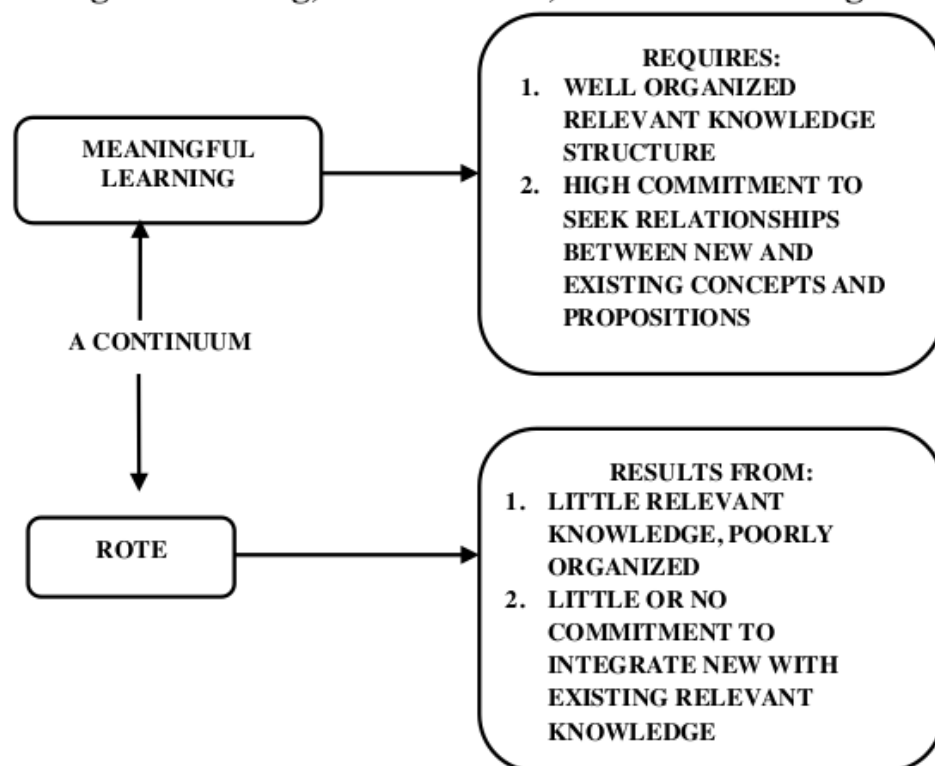 MEANINGFUL
LEARNING
REQUIRES:
1. WELL ORGANIZED
RELEVANT KNOWLEDGE
STRUCTURE
2. HIGH COMMITMENT TO
SEEK RELATIONSHIPS
BETWEEN NEW AND
EXISTING CONCEPTS AND
PROPOSITIONS
A CONTINUUM
ROTE
RESULTS FROM:
1. LITTLE RELEVANT
KNOWLEDGE, POORLY
ORGANIZED
2. LITTLE OR NO
COMMITMENT TO
INTEGRATE NEW WITH
EXISTING RELEVANT
KNOWLEDGE